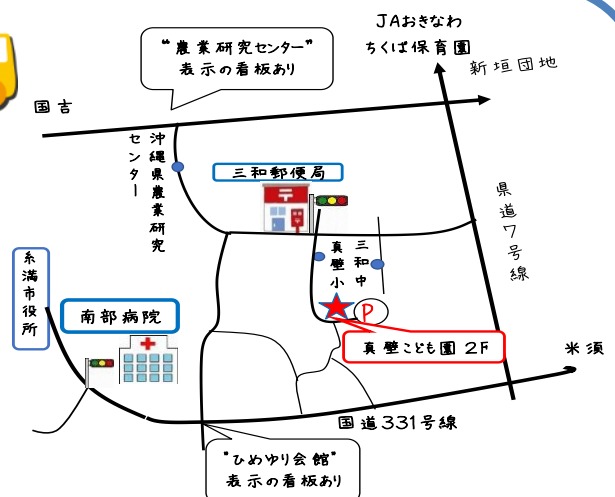 JAおきなわ
ちくば保育園
新垣団地
“農業研究センター”
表示の看板あり
国吉
沖縄県農業研究
センター
三和郵便局
県道7号線
三和中
真壁小
P
糸満市役所
南部病院
真壁こども園 2F
米須
国道331号線
“ひめゆり会館”
表示の看板あり